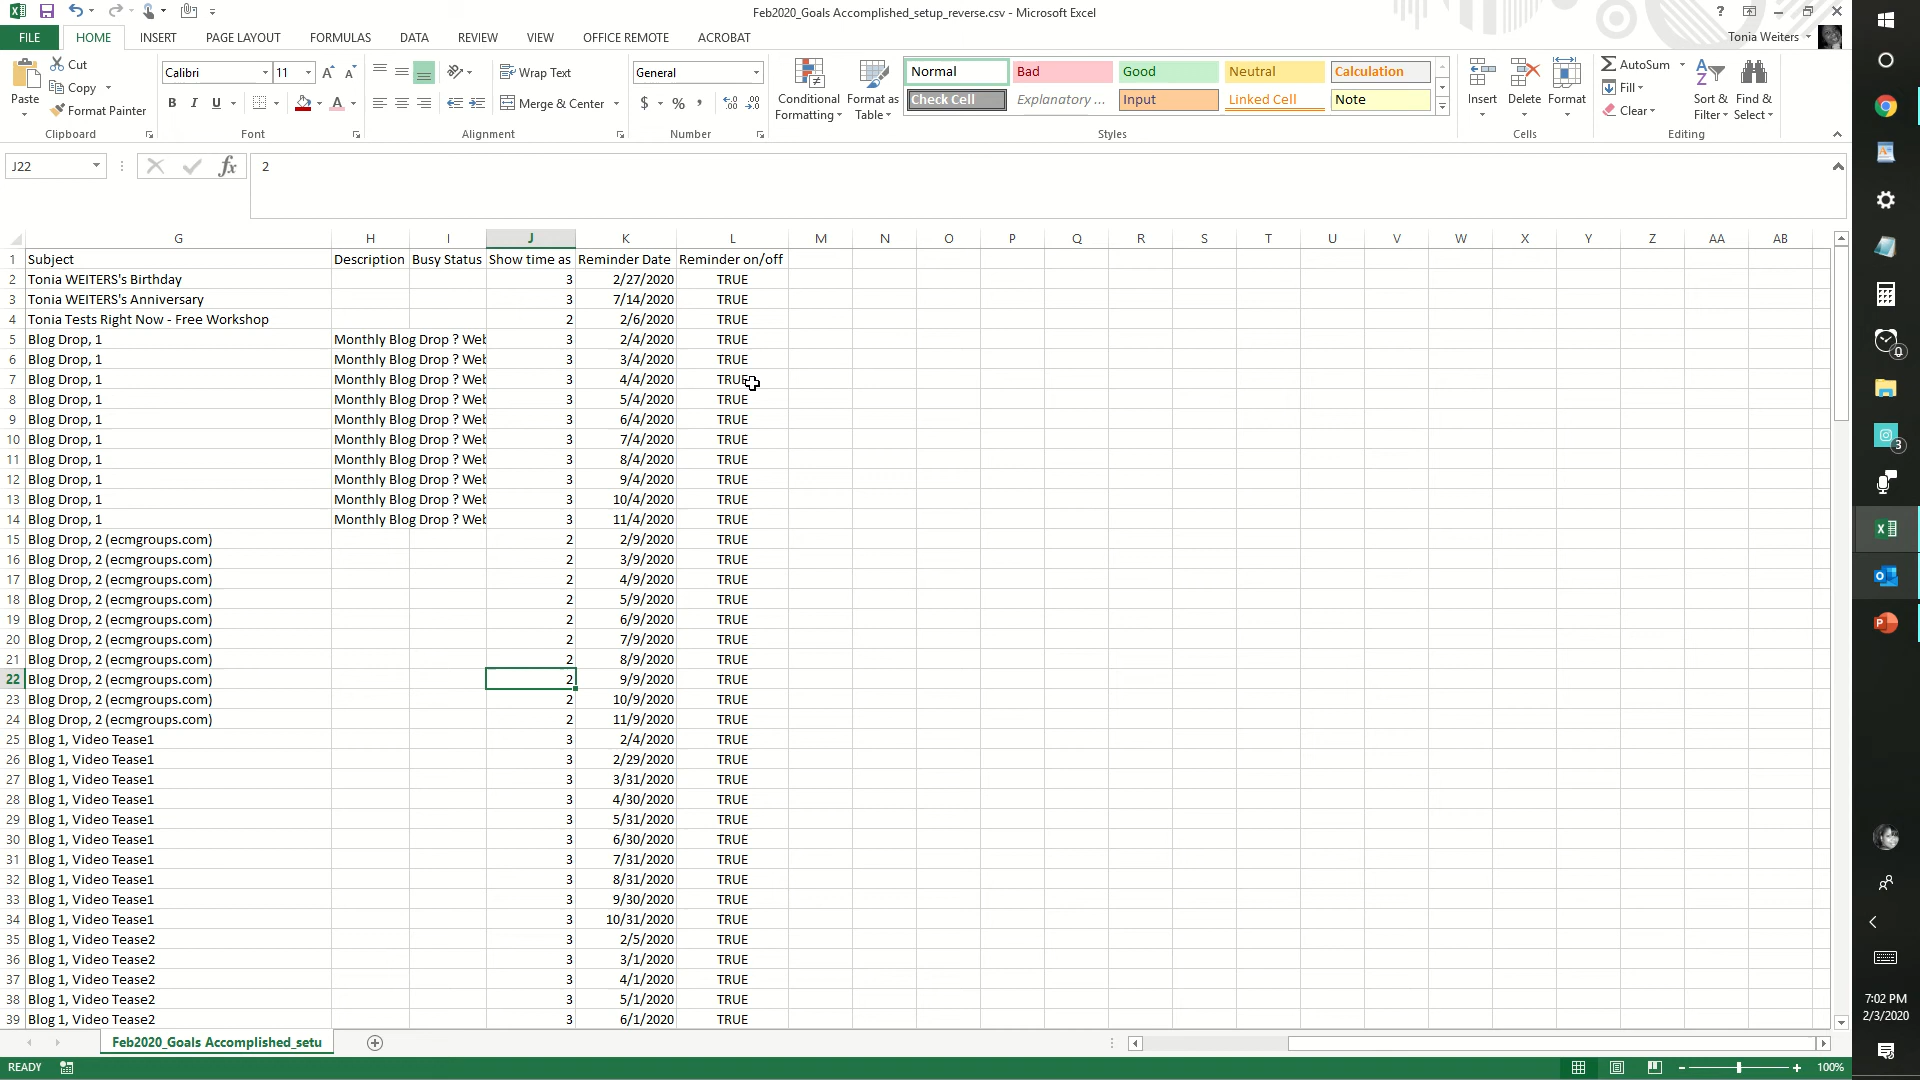 Feb2020_Goals Accomplished_setup_reverse.csv - Microsoft Excel
FILE HOME INSERT PAGE LAYOUT FORMULAS DATA REVIEW VIEW OFFICE REMOTE ACROBAT Tonia Weiters
Cut
Copy
Format Painter
Paste
Clipboard
Calibri 11
B I U
Font
Wrap Text
Merge & Center
Alignment
General
$ % ,
Number
Conditional Formatting
Format as Table
Normal Bad Good Neutral Calculation
Check Cell Explanatory ... Input Linked Cell Note
Styles
Insert Delete Format
Cells
AutoSum
Fill
Clear
Sort & Filter
Find & Select
Editing
J22 fx 2
G H I J K L M N O P Q R S T U V W X Y Z AA AB
1 Subject Description Busy Status Show time as Reminder Date Reminder on/off
2 Tonia WEITERS's Birthday 3 2/27/2020 TRUE
3 Tonia WEITERS's Anniversary 3 7/14/2020 TRUE
4 Tonia Tests Right Now - Free Workshop 2 2/6/2020 TRUE
5 Blog Drop, 1 Monthly Blog Drop ? Web 3 2/4/2020 TRUE
6 Blog Drop, 1 Monthly Blog Drop ? Web 3 3/4/2020 TRUE
7 Blog Drop, 1 Monthly Blog Drop ? Web 3 4/4/2020 TRUE
8 Blog Drop, 1 Monthly Blog Drop ? Web 3 5/4/2020 TRUE
9 Blog Drop, 1 Monthly Blog Drop ? Web 3 6/4/2020 TRUE
10 Blog Drop, 1 Monthly Blog Drop ? Web 3 7/4/2020 TRUE
11 Blog Drop, 1 Monthly Blog Drop ? Web 3 8/4/2020 TRUE
12 Blog Drop, 1 Monthly Blog Drop ? Web 3 9/4/2020 TRUE
13 Blog Drop, 1 Monthly Blog Drop ? Web 3 10/4/2020 TRUE
14 Blog Drop, 1 Monthly Blog Drop ? Web 3 11/4/2020 TRUE
15 Blog Drop, 2 (ecmgroups.com) 2 2/9/2020 TRUE
16 Blog Drop, 2 (ecmgroups.com) 2 3/9/2020 TRUE
17 Blog Drop, 2 (ecmgroups.com) 2 4/9/2020 TRUE
18 Blog Drop, 2 (ecmgroups.com) 2 5/9/2020 TRUE
19 Blog Drop, 2 (ecmgroups.com) 2 6/9/2020 TRUE
20 Blog Drop, 2 (ecmgroups.com) 2 7/9/2020 TRUE
21 Blog Drop, 2 (ecmgroups.com) 2 8/9/2020 TRUE
22 Blog Drop, 2 (ecmgroups.com) 2 9/9/2020 TRUE
23 Blog Drop, 2 (ecmgroups.com) 2 10/9/2020 TRUE
24 Blog Drop, 2 (ecmgroups.com) 2 11/9/2020 TRUE
25 Blog 1, Video Tease1 3 2/4/2020 TRUE
26 Blog 1, Video Tease1 3 2/29/2020 TRUE
27 Blog 1, Video Tease1 3 3/31/2020 TRUE
28 Blog 1, Video Tease1 3 4/30/2020 TRUE
29 Blog 1, Video Tease1 3 5/31/2020 TRUE
30 Blog 1, Video Tease1 3 6/30/2020 TRUE
31 Blog 1, Video Tease1 3 7/31/2020 TRUE
32 Blog 1, Video Tease1 3 8/31/2020 TRUE
33 Blog 1, Video Tease1 3 9/30/2020 TRUE
34 Blog 1, Video Tease1 3 10/31/2020 TRUE
35 Blog 1, Video Tease2 3 2/5/2020 TRUE
36 Blog 1, Video Tease2 3 3/1/2020 TRUE
37 Blog 1, Video Tease2 3 4/1/2020 TRUE
38 Blog 1, Video Tease2 3 5/1/2020 TRUE
39 Blog 1, Video Tease2 3 6/1/2020 TRUE
Feb2020_Goals Accomplished_setu
READY 100%
3
7:02 PM
2/3/2020